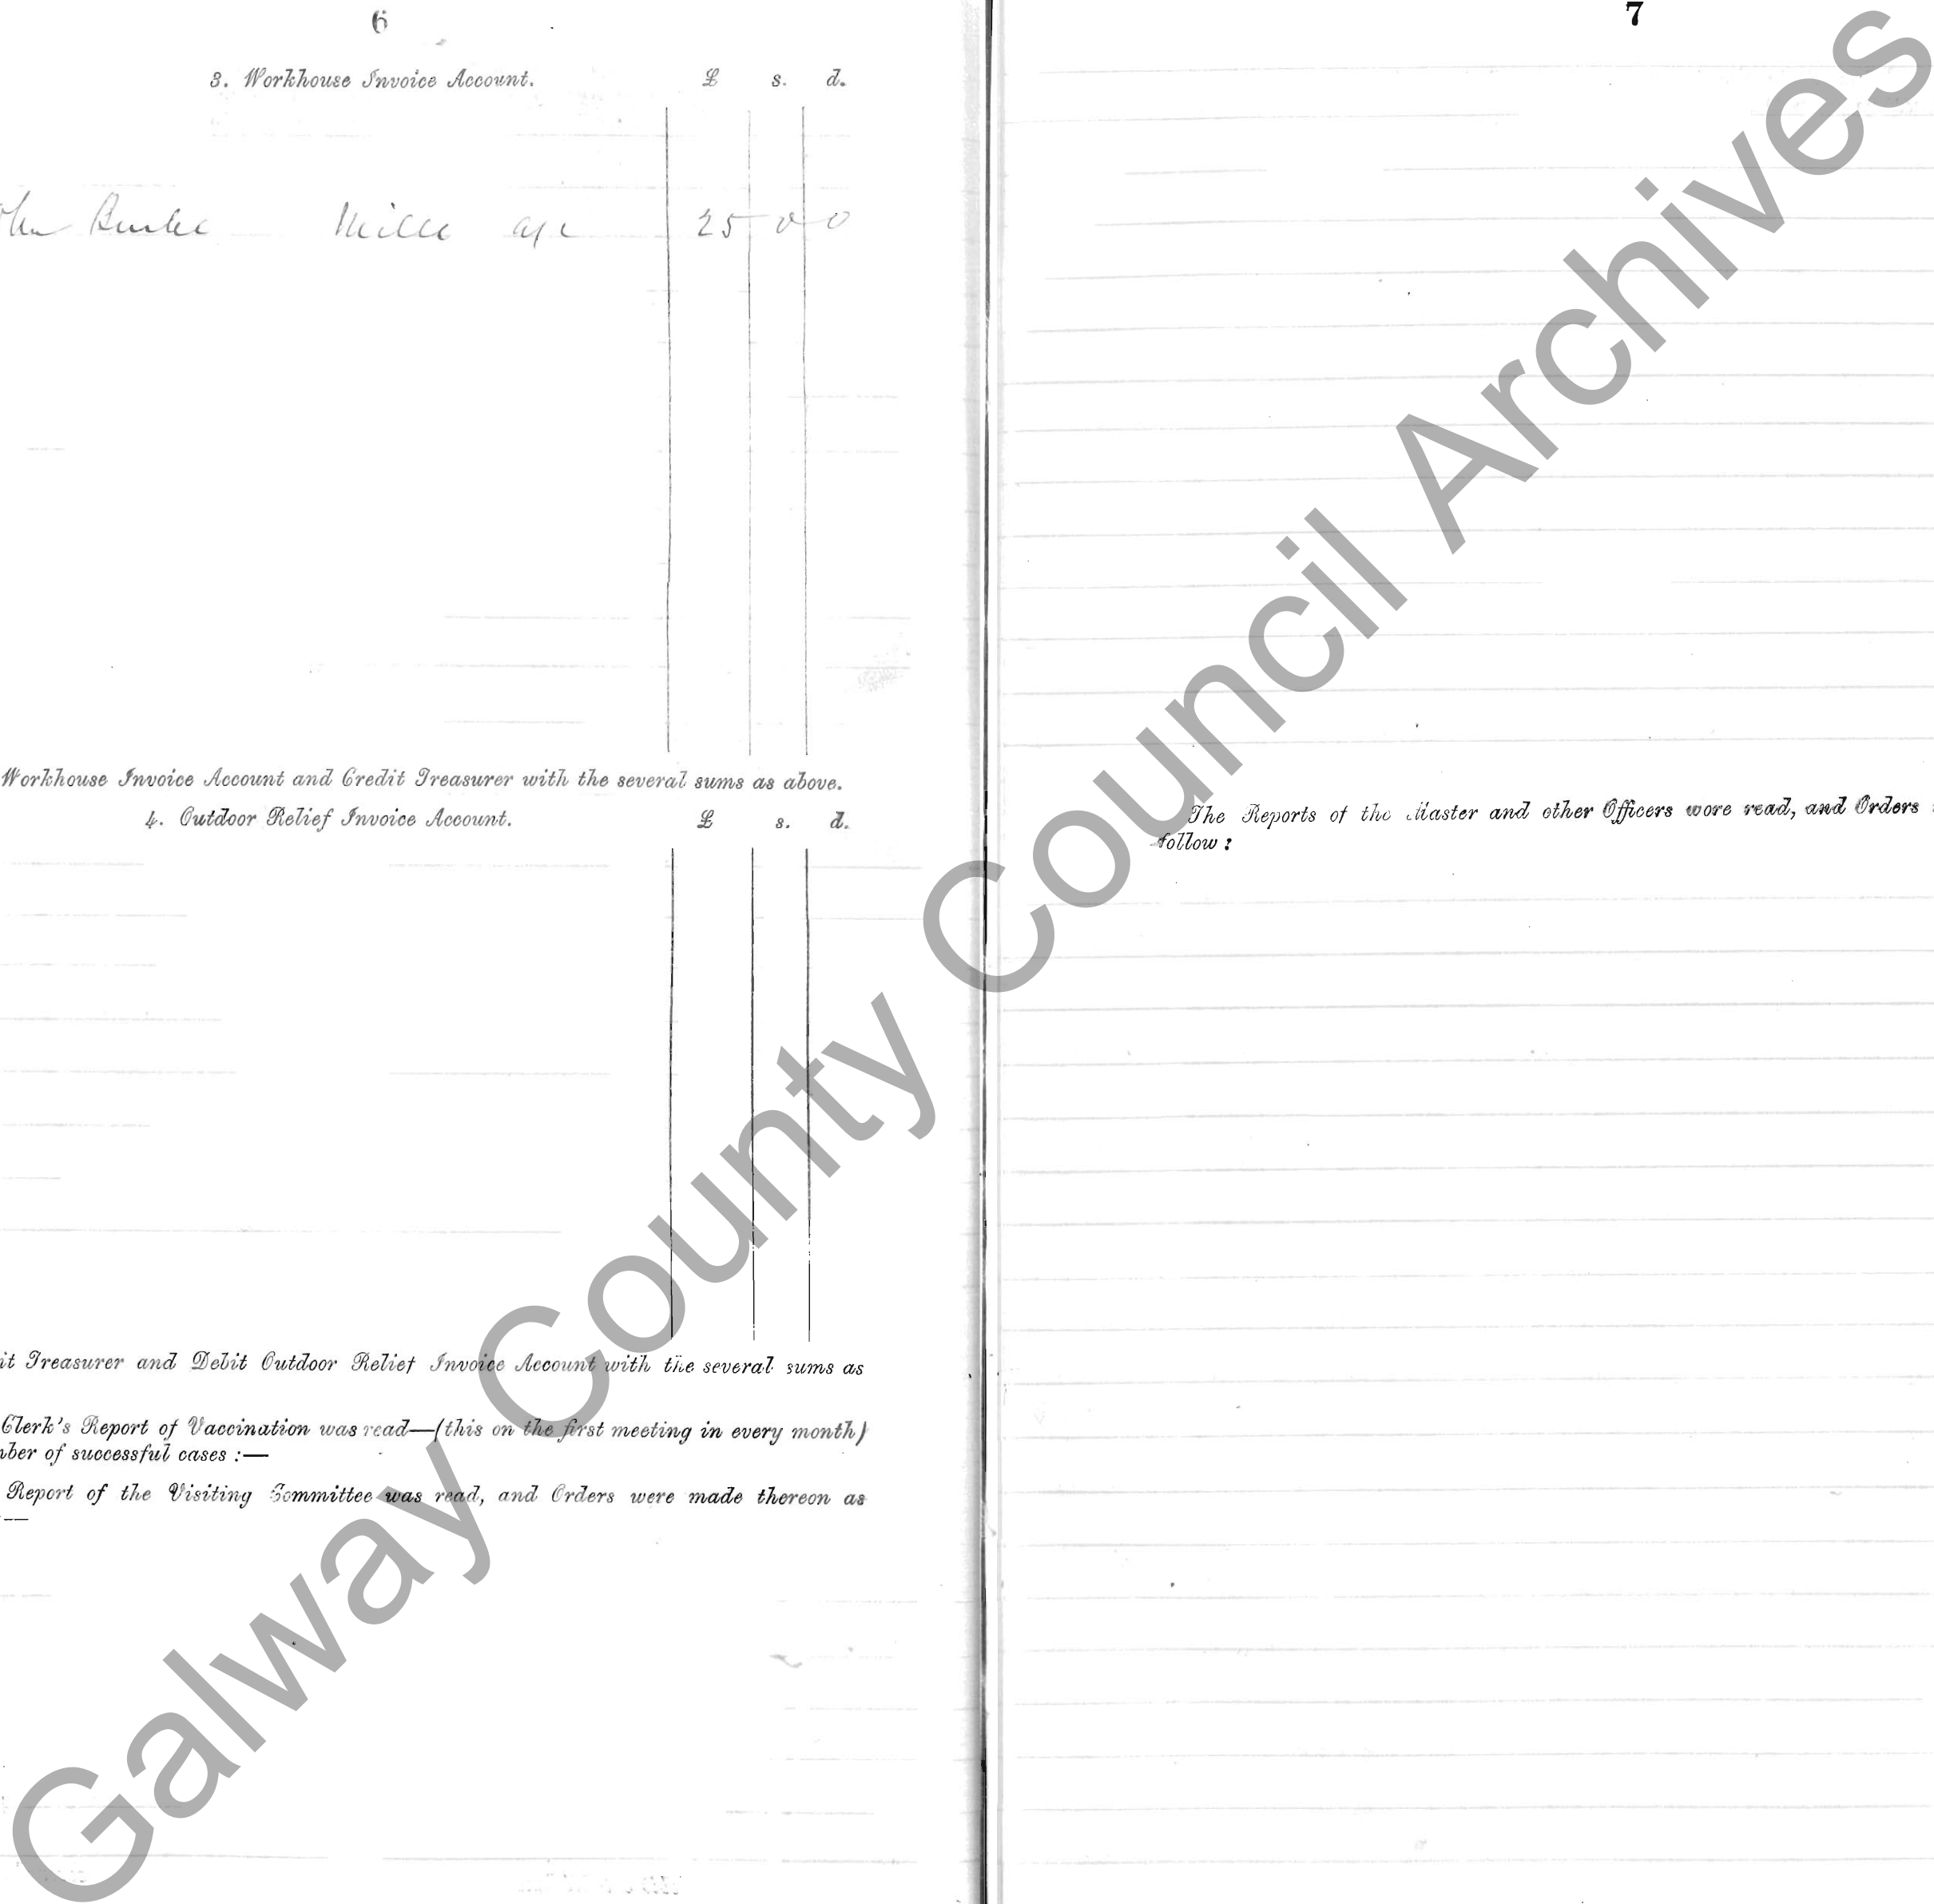 6
3. Workhouse Invoice Account. £ s. d.
Burke 25 0 0
Workhouse Invoice Account and Credit Treasurer with the several sums as above.
4. Outdoor Relief Invoice Account. £ s. d.
it Treasurer and Debit Outdoor Relief Invoice Account with the several sums as
Clerk's Report of Vaccination was read—(this on the first meeting in every month)
ber of successful cases :—
Report of the Visiting Committee was read, and Orders were made thereon as
7
The Reports of the Master and other Officers were read, and Orders
follow :
Galway County Council Archives